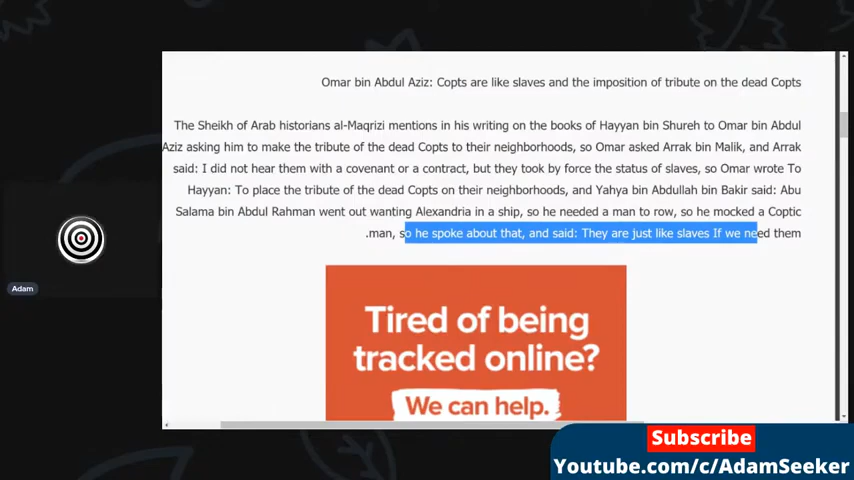 Omar bin Abdul Aziz: Copts are like slaves and the imposition of tribute on the dead Copts
The Sheikh of Arab historians al-Maqrizi mentions in his writing on the books of Hayyan bin Shureh to Omar bin Abdul
Aziz asking him to make the tribute of the dead Copts to their neighborhoods, so Omar asked Arrak bin Malik, and Arrak
said: I did not hear them with a covenant or a contract, but they took by force the status of slaves, so Omar wrote To
Hayyan: To place the tribute of the dead Copts on their neighborhoods, and Yahya bin Abdullah bin Bakir said: Abu
Salama bin Abdul Rahman went out wanting Alexandria in a ship, so he needed a man to row, so he mocked a Coptic
.man, so he spoke about that, and said: They are just like slaves If we need them
Adam
Tired of being
tracked online?
We can help.
Subscribe
Youtube.com/c/AdamSeeker